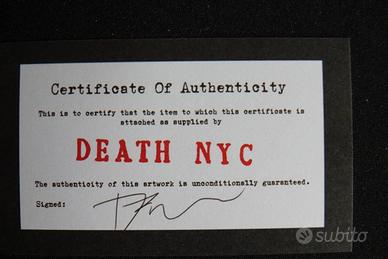 Certificate Of Authenticity
This is to certify that the item to which this certificate is
attached as supplied by
DEATH NYC
The authenticity of this artwork is unconditionally guaranteed.
Signed:
subito